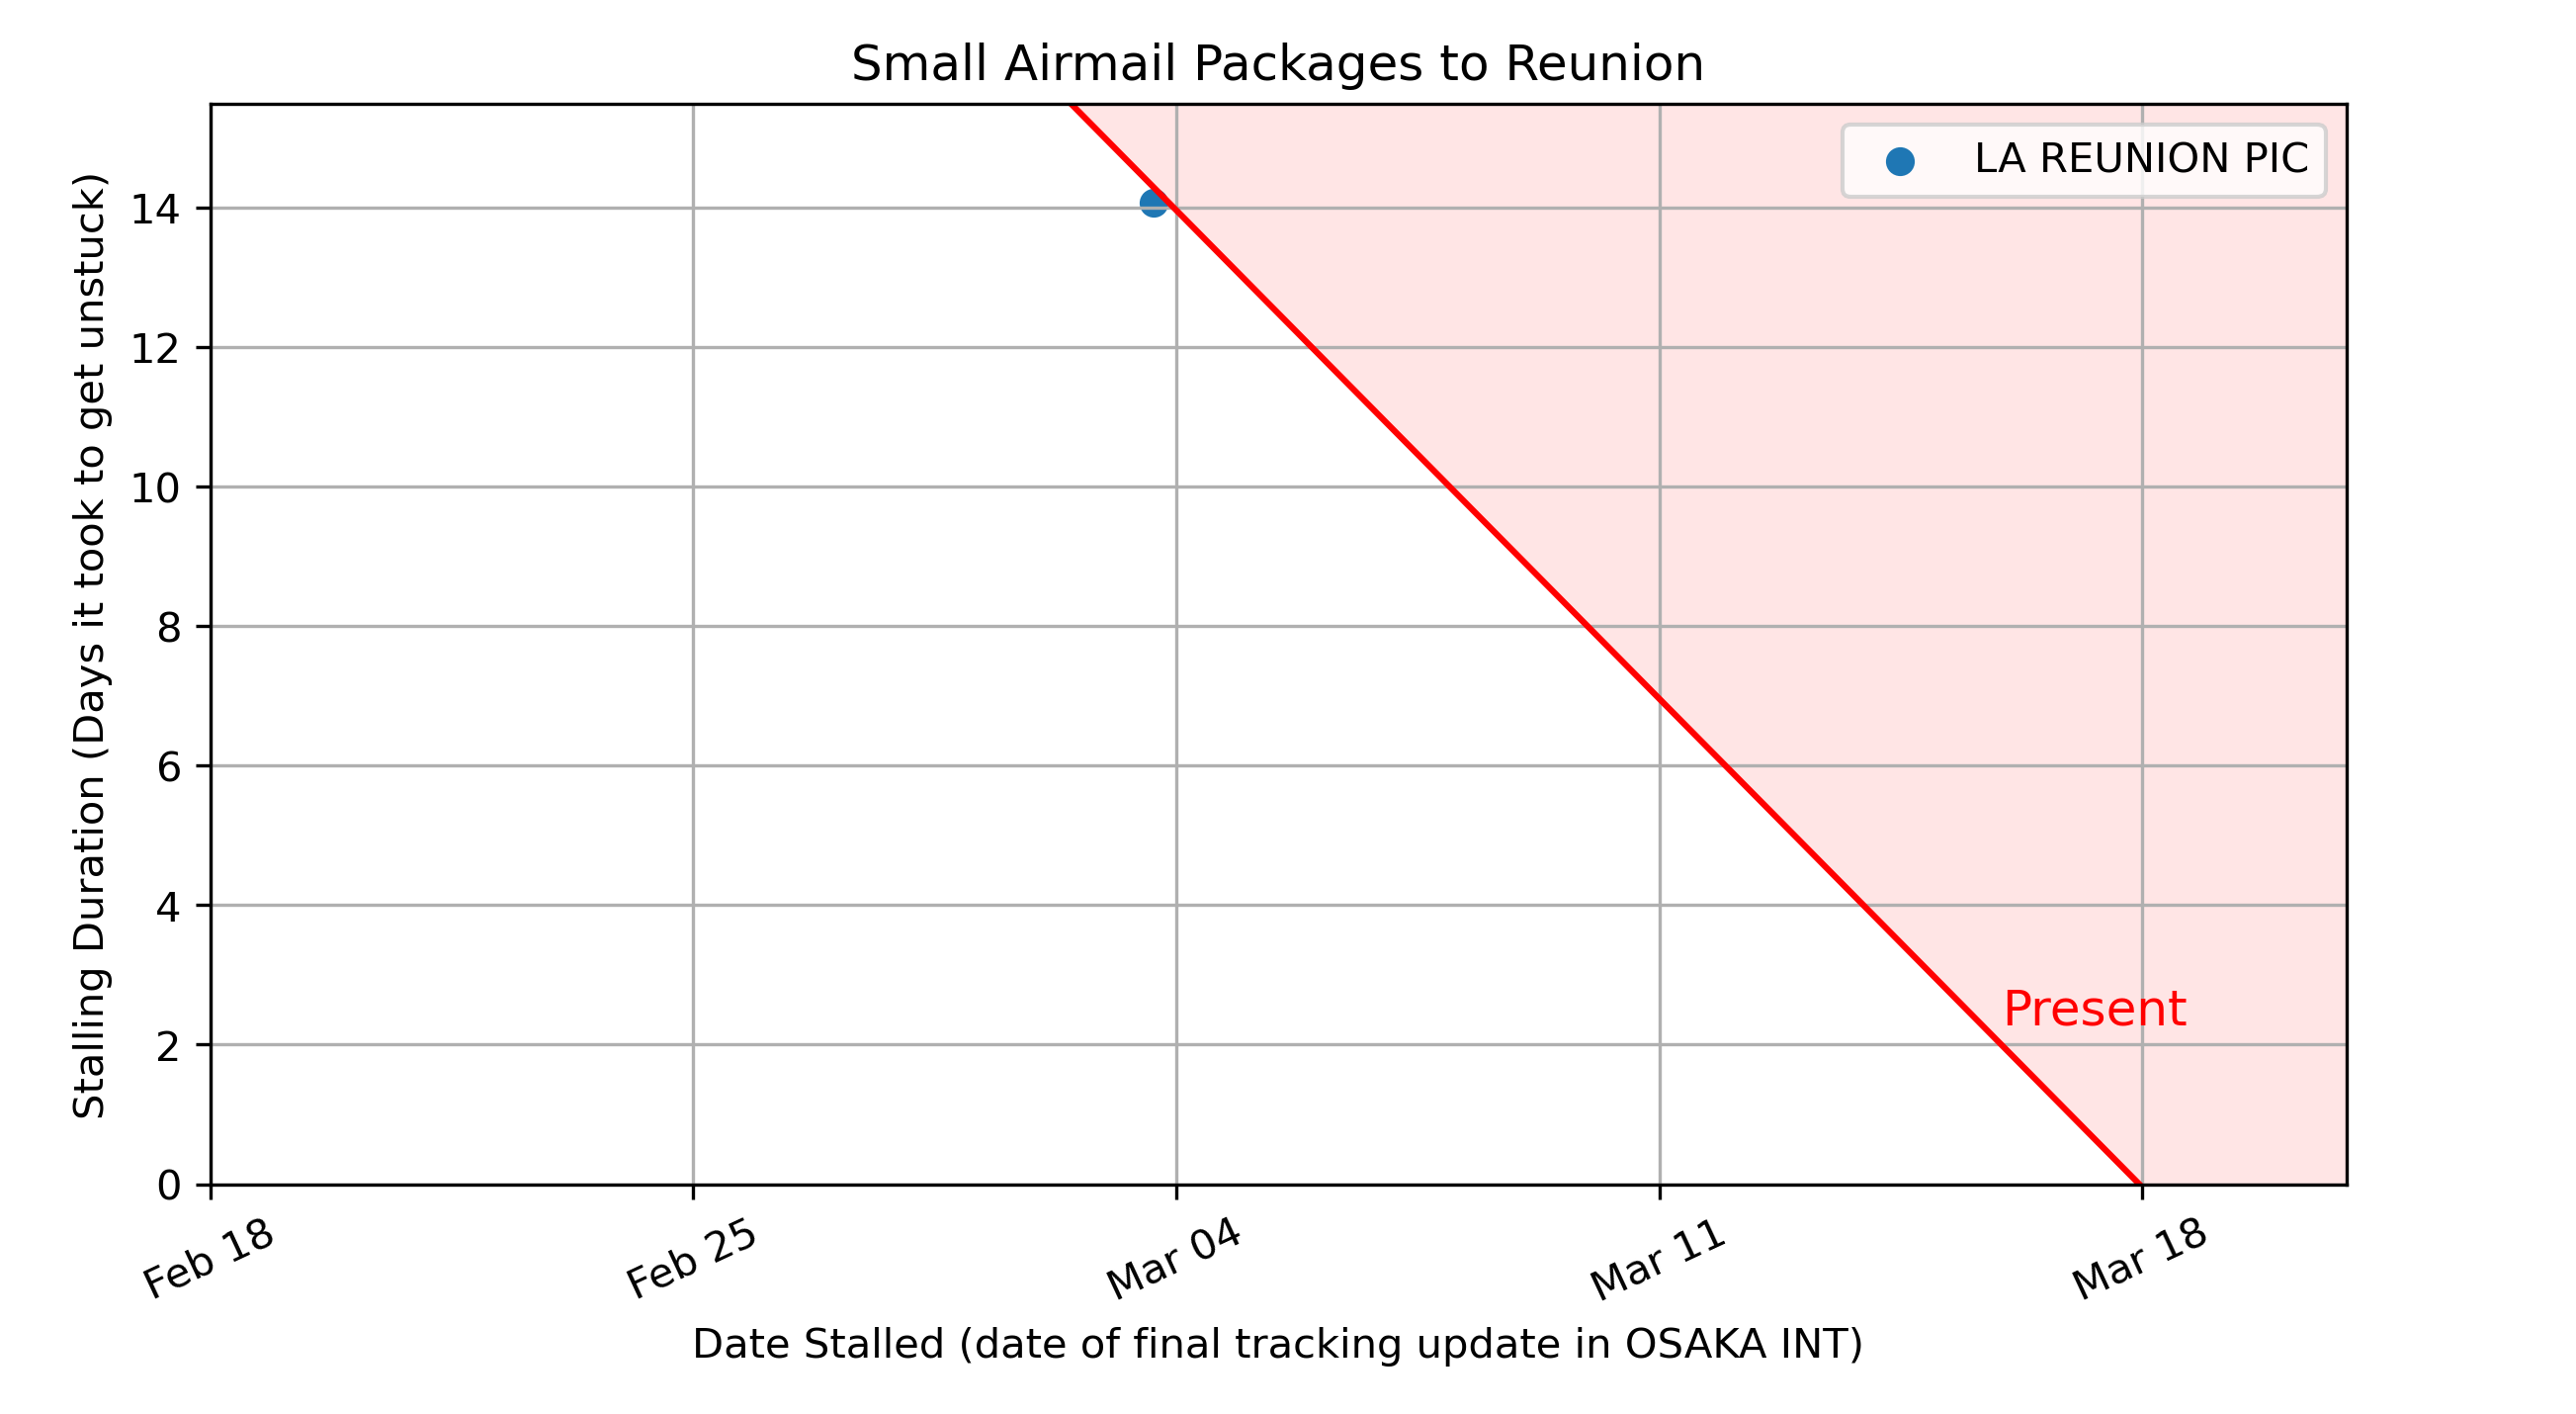 Small Airmail Packages to Reunion
LA REUNION PIC
Stalling Duration (Days it took to get unstuck)
14
12
10
8
6
4
2
0
Present
Feb 18
Feb 25
Mar 04
Mar 11
Mar 18
Date Stalled (date of final tracking update in OSAKA INT)